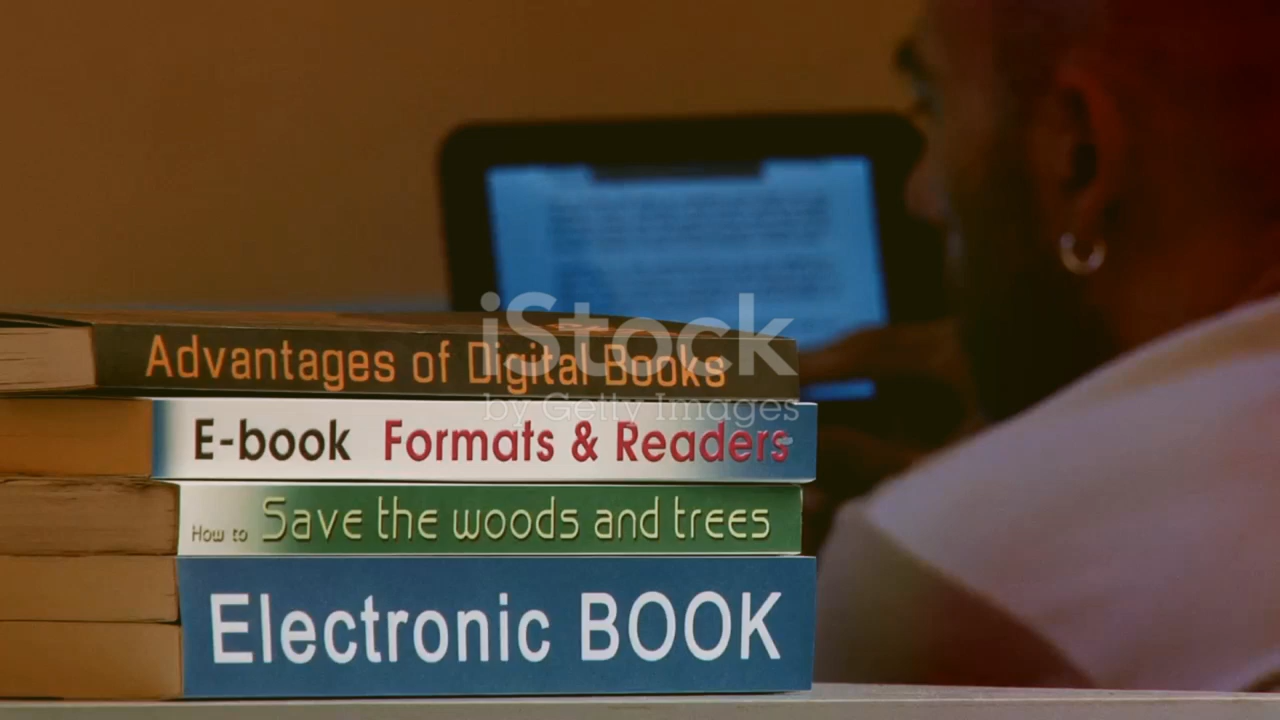 iStock
by Getty Images
Advantages of Digital Books
E-book Formats & Readers
How to Save the woods and trees
Electronic BOOK